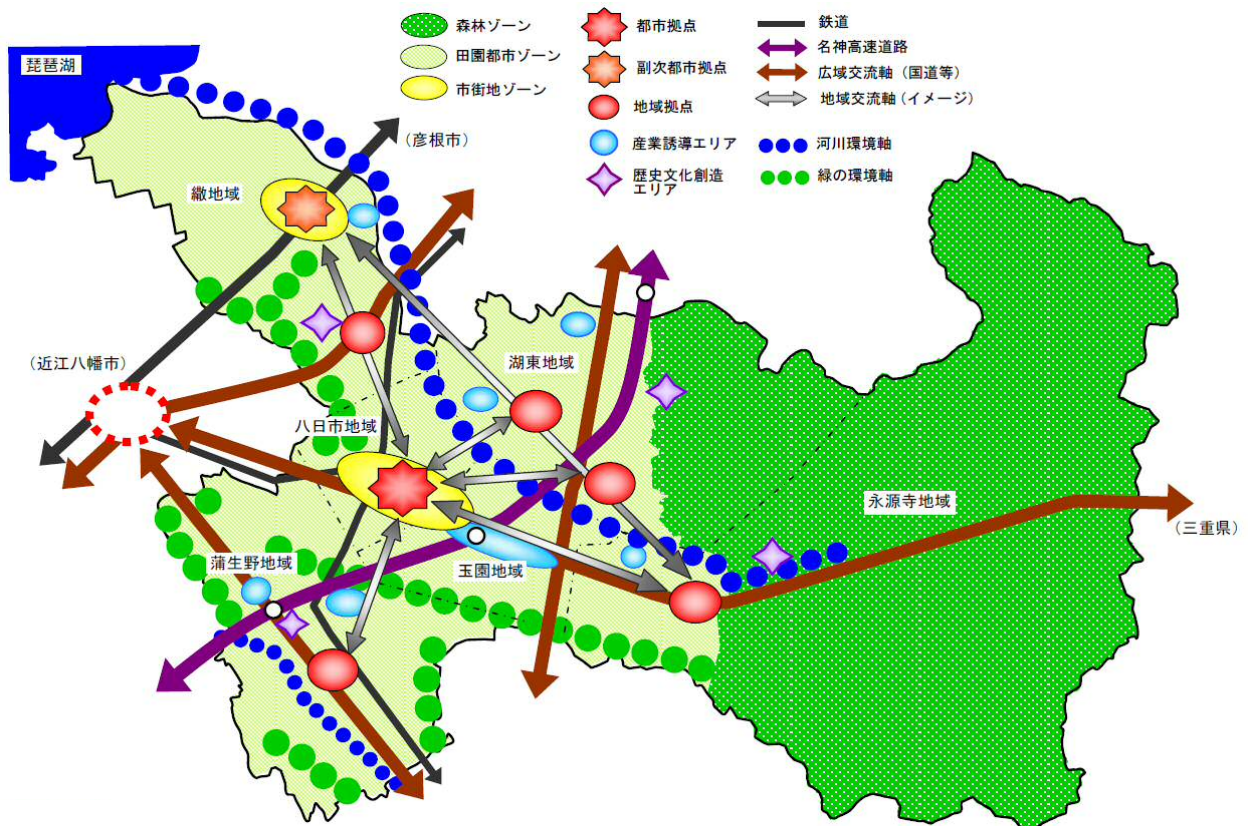 森林ゾーン
田園都市ゾーン
市街地ゾーン
都市拠点
副次都市拠点
地域拠点
産業誘導エリア
歴史文化創造
エリア
鉄道
名神高速道路
広域交流軸（国道等）
地域交流軸（イメージ）
河川環境軸
緑の環境軸
琵琶湖
（彦根市）
繖地域
（近江八幡市）
湖東地域
八日市地域
永源寺地域
（三重県）
蒲生野地域
玉園地域